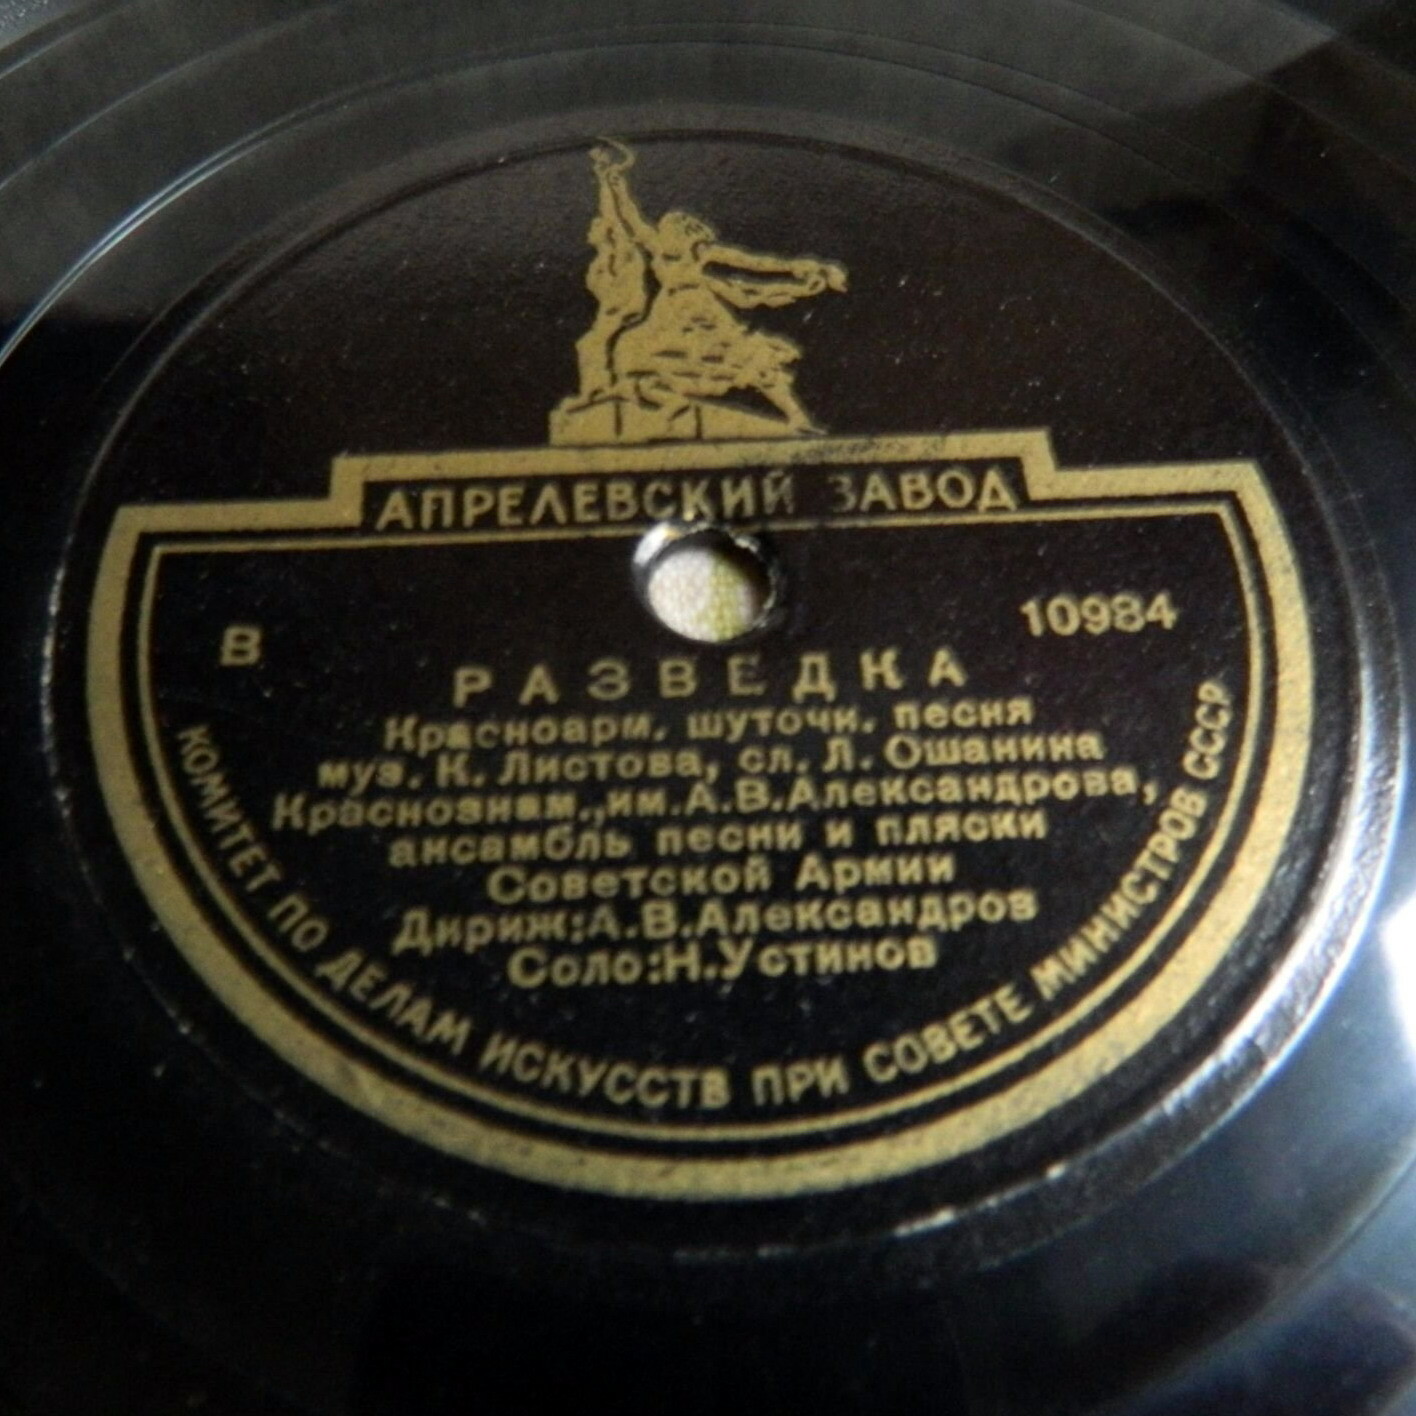 АПРЕЛЕВСКИЙ ЗАВОД
В 10984
РАЗВЕДКА
Красноарм. шуточн. песня
муз. К. Листова, сл. Л. Ошанина
Краснознам., им. А. В. Александрова,
ансамбль песни и пляски
Советской Армии
Дириж: А. В. Александров
Соло: Н. Устинов
КОМИТЕТ ПО ДЕЛАМ ИСКУССТВ ПРИ СОВЕТЕ МИНИСТРОВ СССР